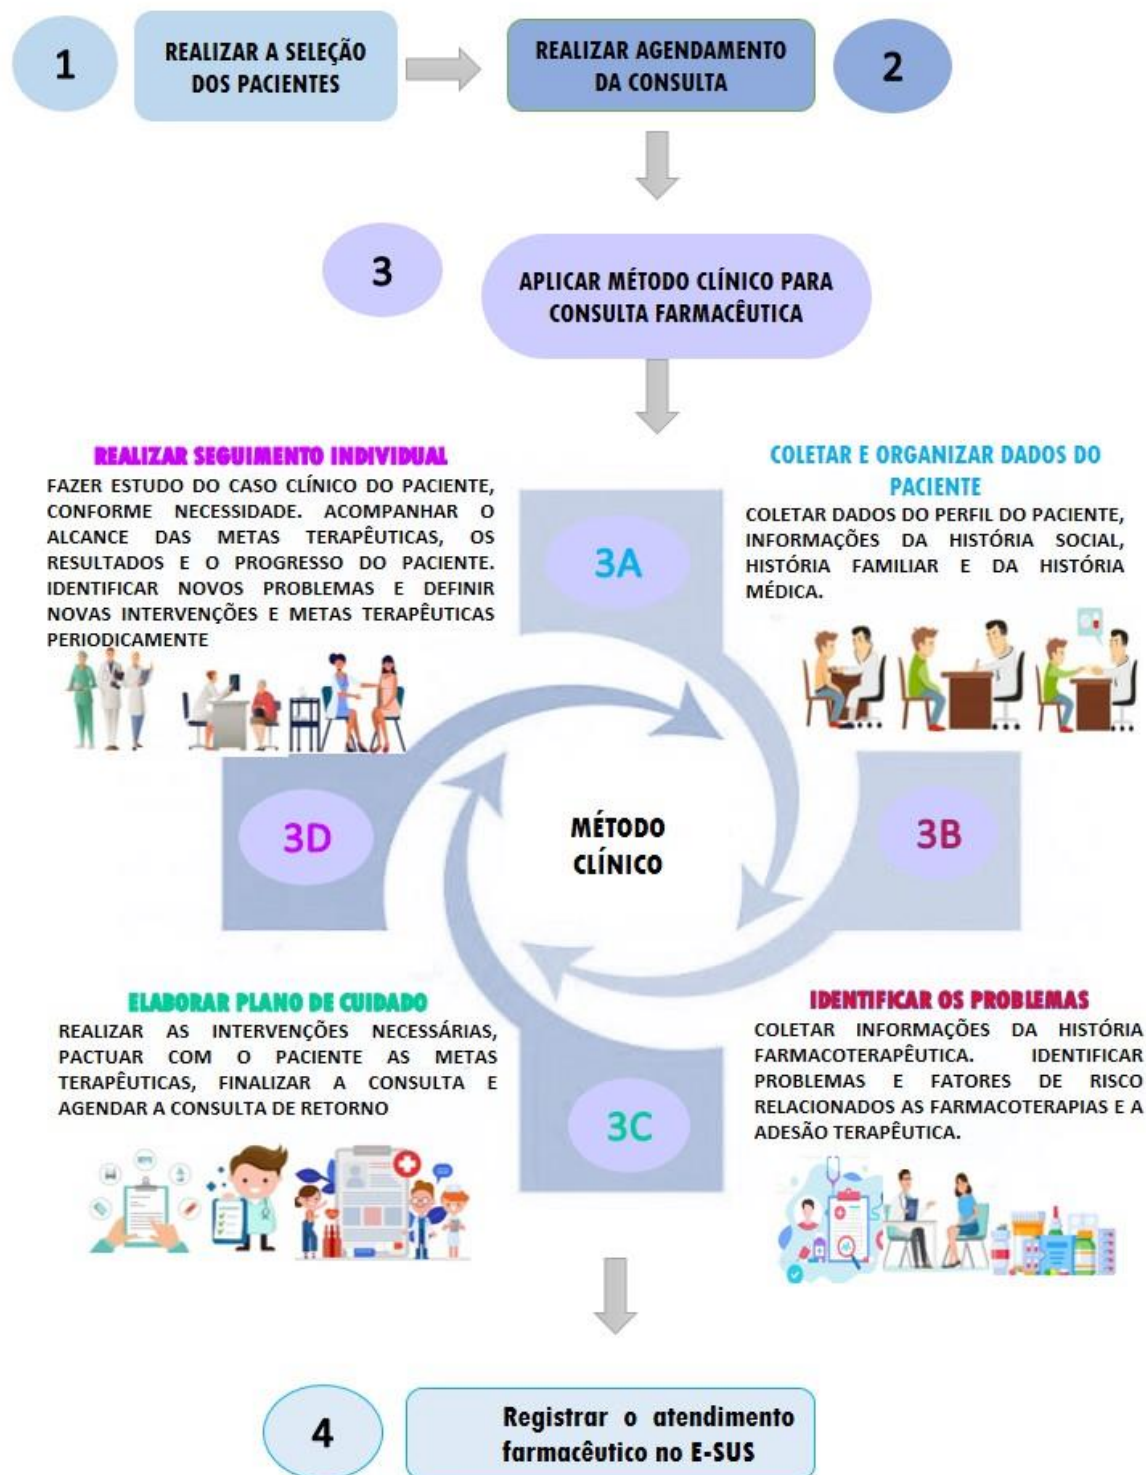 1
REALIZAR A SELEÇÃO
DOS PACIENTES
REALIZAR AGENDAMENTO
DA CONSULTA
2
3
APLICAR MÉTODO CLÍNICO PARA
CONSULTA FARMACÊUTICA
REALIZAR SEGUIMENTO INDIVIDUAL
FAZER ESTUDO DO CASO CLÍNICO DO PACIENTE,
CONFORME NECESSIDADE. ACOMPANHAR O
ALCANCE DAS METAS TERAPÊUTICAS, OS
RESULTADOS E O PROGRESSO DO PACIENTE.
IDENTIFICAR NOVOS PROBLEMAS E DEFINIR
NOVAS INTERVENÇÕES E METAS TERAPÊUTICAS
PERIODICAMENTE
3A
COLETAR E ORGANIZAR DADOS DO
PACIENTE
COLETAR DADOS DO PERFIL DO PACIENTE,
INFORMAÇÕES DA HISTÓRIA SOCIAL,
HISTÓRIA FAMILIAR E DA HISTÓRIA
MÉDICA.
3D
MÉTODO
CLÍNICO
3B
ELABORAR PLANO DE CUIDADO
REALIZAR AS INTERVENÇÕES NECESSÁRIAS,
PACTUAR COM O PACIENTE AS METAS
TERAPÊUTICAS, FINALIZAR A CONSULTA E
AGENDAR A CONSULTA DE RETORNO
3C
IDENTIFICAR OS PROBLEMAS
COLETAR INFORMAÇÕES DA HISTÓRIA
FARMACOTERAPÊUTICA. IDENTIFICAR
PROBLEMAS E FATORES DE RISCO
RELACIONADOS AS FARMACOTERAPIAS E A
ADESÃO TERAPÊUTICA.
4
Registrar o atendimento
farmacêutico no E-SUS